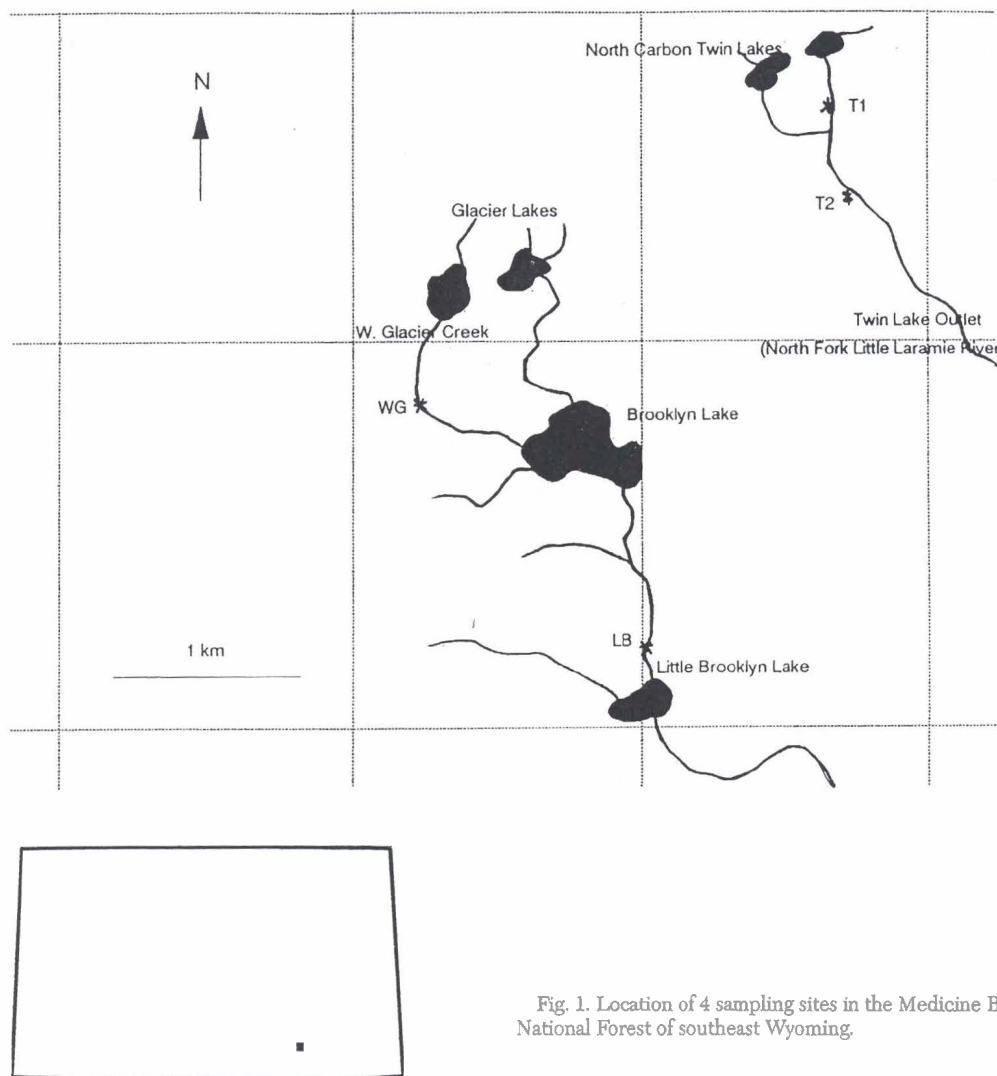 North Carbon Twin Lakes
N
T1
T2
Glacier Lakes
Twin Lake Outlet
W. Glacier Creek
(North Fork Little Laramie River
WG
Brooklyn Lake
LB
1 km
Little Brooklyn Lake
Fig. 1. Location of 4 sampling sites in the Medicine B
National Forest of southeast Wyoming.